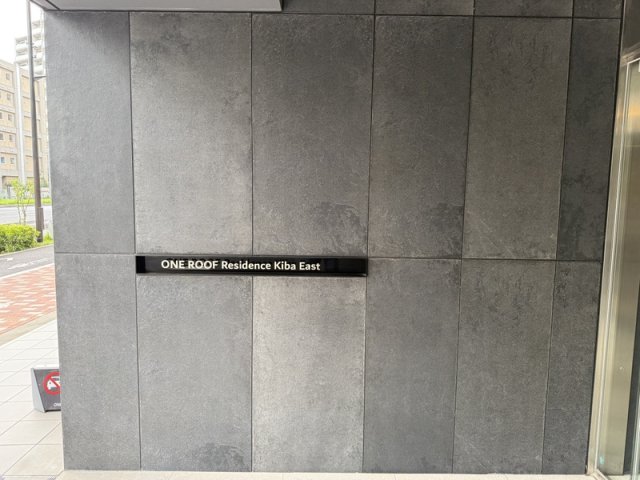 ONE ROOF Residence Kiba East